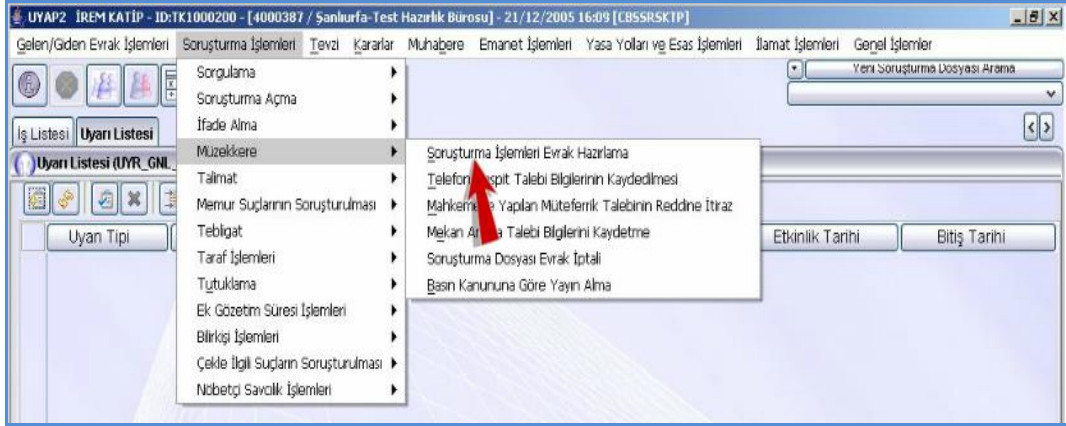 UYAP2 İREM KATİP - ID:TK1000200 - [4000387 / Şanlıurfa-Test Hazırlık Bürosu] - 21/12/2005 16:09 [CBSSRSKTP]
Gelen/Giden Evrak İşlemleri Soruşturma İşlemleri Tevzi Kararlar Muhabere Emanet İşlemleri Yasa Yolları ve Esas İşlemleri İlamat İşlemleri Genel İşlemler
Yeni Soruşturma Dosyası Arama
İş Listesi Uyarı Listesi
Uyarı Listesi (UYR_GNL_
Uyarı Tipi
Etkinlik Tarihi
Bitiş Tarihi
Sorgulama
Soruşturma Açma
İfade Alma
Müzekkere
Talimat
Memur Suçlarının Soruşturulması
Tebligat
Taraf İşlemleri
Tutuklama
Ek Gözetim Süresi İşlemleri
Bilirkişi İşlemleri
Çekle İlgili Suçların Soruşturulması
Nöbetçi Savcılık İşlemleri
Soruşturma İşlemleri Evrak Hazırlama
Telefon Tespit Talebi Bilgilerinin Kaydedilmesi
Mahkemeye Yapılan Müteferrik Talebinin Reddine İtiraz
Mekan Arama Talebi Bilgilerini Kaydetme
Soruşturma Dosyası Evrak İptali
Basın Kanununa Göre Yayın Alma